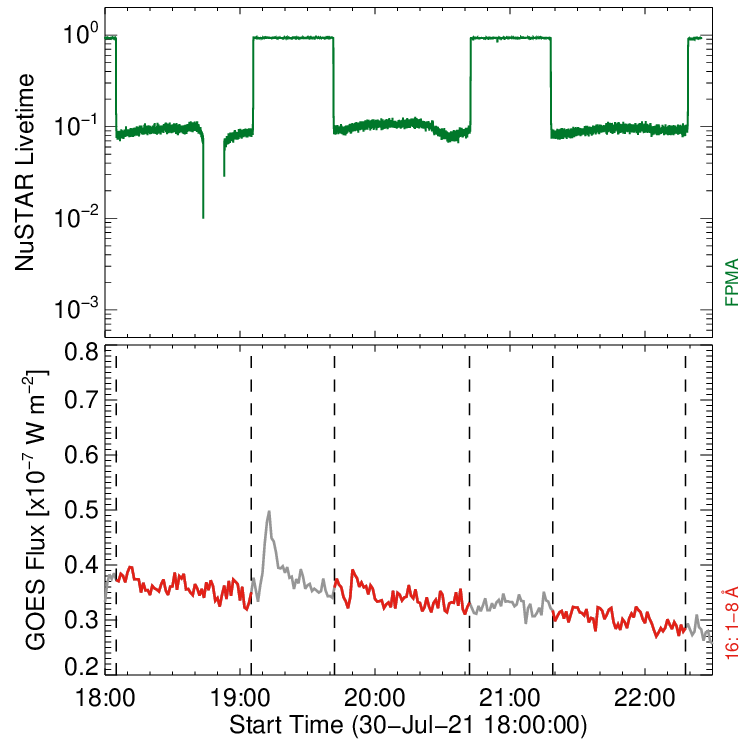 10⁰
10⁻¹
10⁻²
10⁻³
NuSTAR Livetime
FPMA
0.8
0.7
0.6
0.5
0.4
0.3
0.2
GOES Flux [x10⁻⁷ W m⁻²]
16: 1−8 Å
18:00 19:00 20:00 21:00 22:00
Start Time (30−Jul−21 18:00:00)